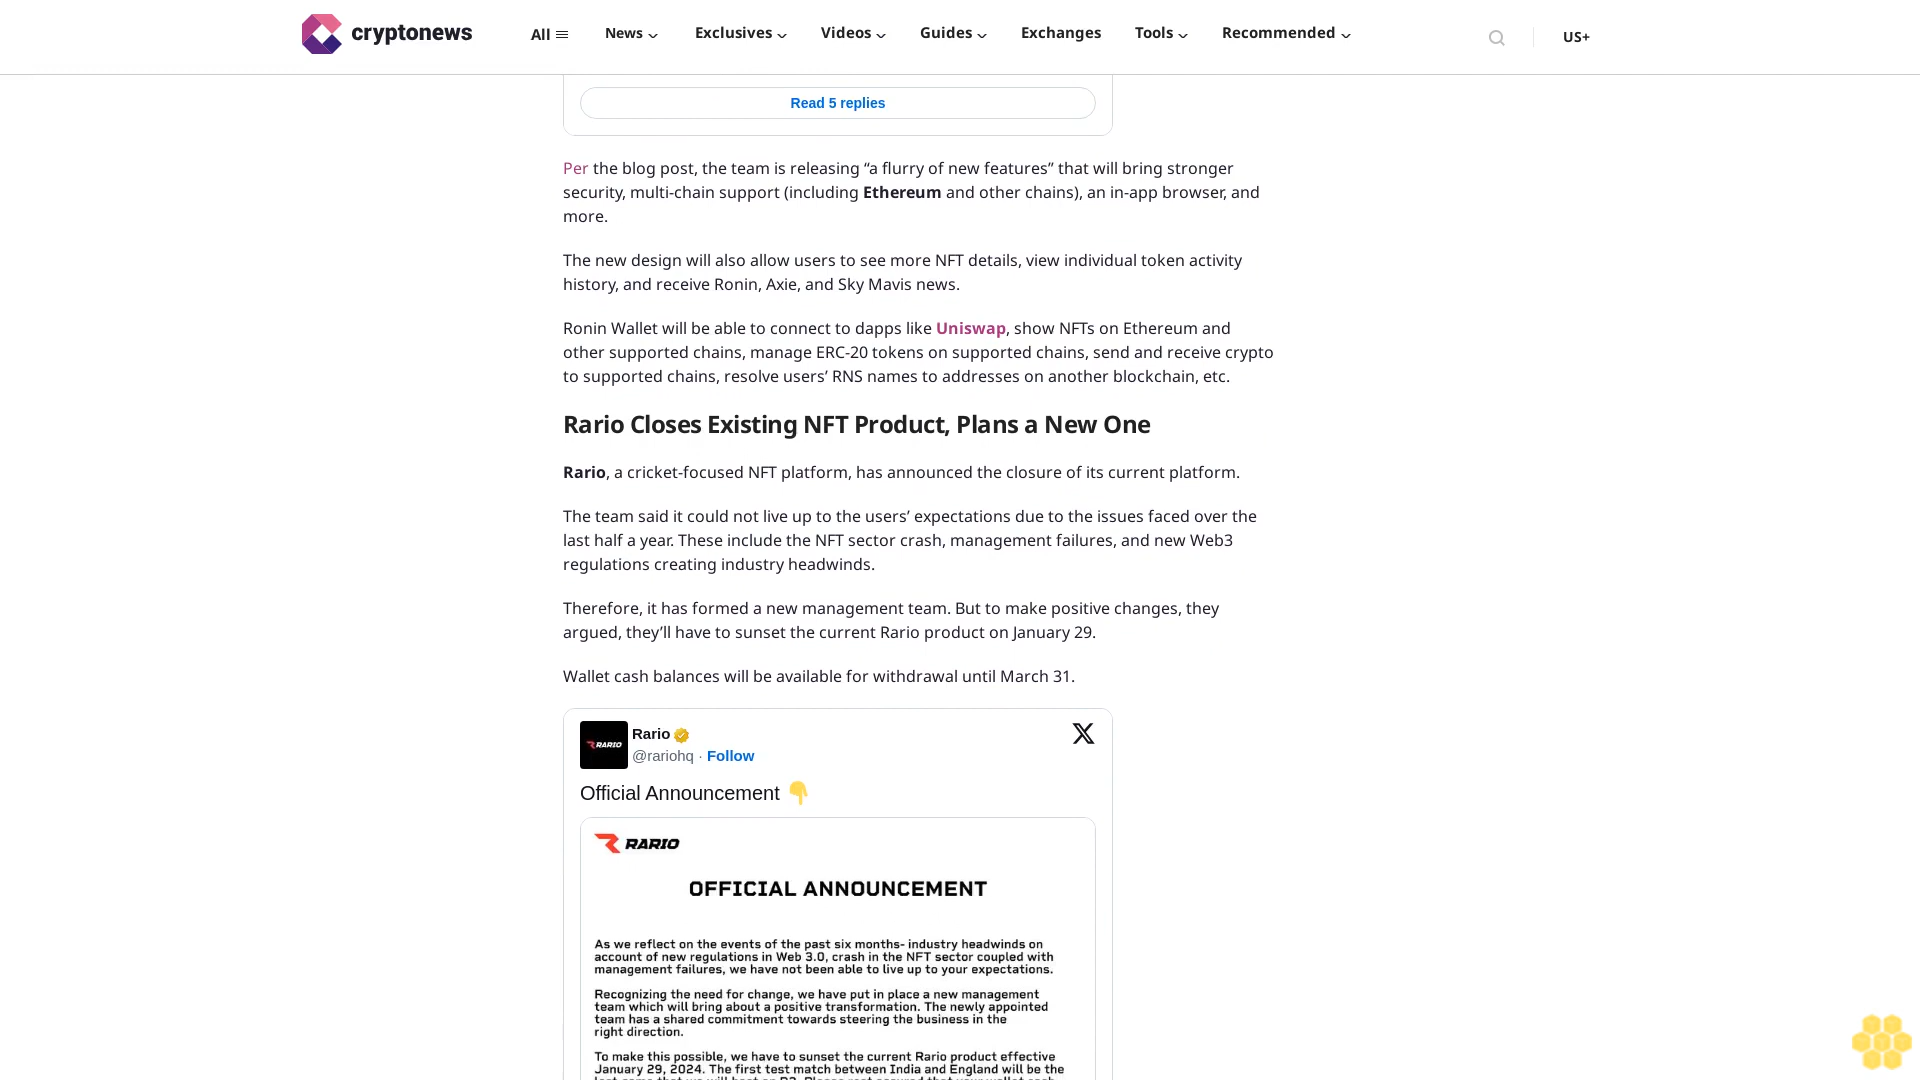 cryptonews
All
News
Exclusives
Videos
Guides
Exchanges
Tools
Recommended
US+
Read 5 replies
Per the blog post, the team is releasing “a flurry of new features” that will bring stronger
security, multi-chain support (including Ethereum and other chains), an in-app browser, and
more.
The new design will also allow users to see more NFT details, view individual token activity
history, and receive Ronin, Axie, and Sky Mavis news.
Ronin Wallet will be able to connect to dapps like Uniswap, show NFTs on Ethereum and
other supported chains, manage ERC-20 tokens on supported chains, send and receive crypto
to supported chains, resolve users’ RNS names to addresses on another blockchain, etc.
Rario Closes Existing NFT Product, Plans a New One
Rario, a cricket-focused NFT platform, has announced the closure of its current platform.
The team said it could not live up to the users’ expectations due to the issues faced over the
last half a year. These include the NFT sector crash, management failures, and new Web3
regulations creating industry headwinds.
Therefore, it has formed a new management team. But to make positive changes, they
argued, they’ll have to sunset the current Rario product on January 29.
Wallet cash balances will be available for withdrawal until March 31.
RARIO
Rario
@rariohq · Follow
Official Announcement 👇
RARIO
OFFICIAL ANNOUNCEMENT
As we reflect on the events of the past six months- industry headwinds on
account of new regulations in Web 3.0, crash in the NFT sector coupled with
management failures, we have not been able to live up to your expectations.
Recognizing the need for change, we have put in place a new management
team which will bring about a positive transformation. The newly appointed
team has a shared commitment towards steering the business in the
right direction.
To make this possible, we have to sunset the current Rario product effective
January 29, 2024. The first test match between India and England will be the